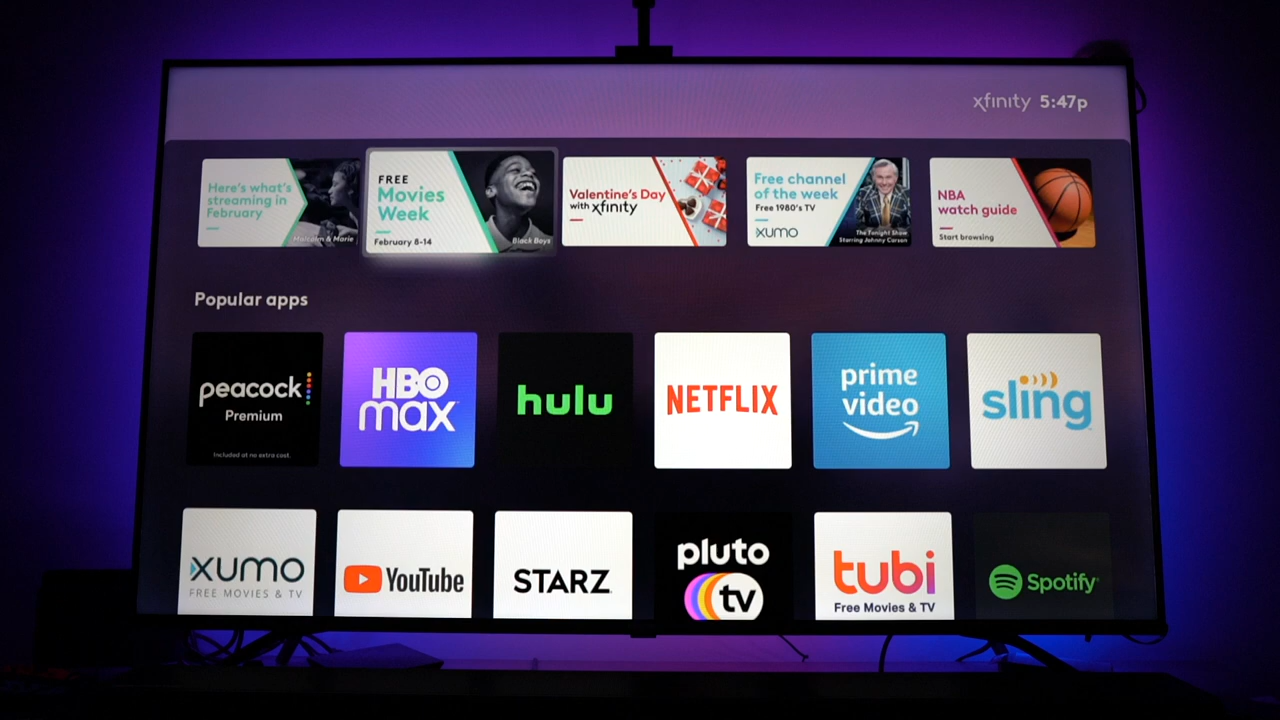 xfinity 5:47p
Here's what's
streaming in
February
Malcolm & Marie
FREE
Movies
Week
February 8-14
Black Boys
Valentine's Day
with xfinity
Free channel
of the week
Free 1980's TV
XUMO
The Tonight Show
Starring Johnny Carson
NBA
watch guide
Start browsing
Popular apps
peacock
Premium
Included at no extra cost.
HBO
max
hulu
NETFLIX
prime
video
sling
XUMO
FREE MOVIES & TV
YouTube
STARZ
pluto
tv
tubi
Free Movies & TV
Spotify